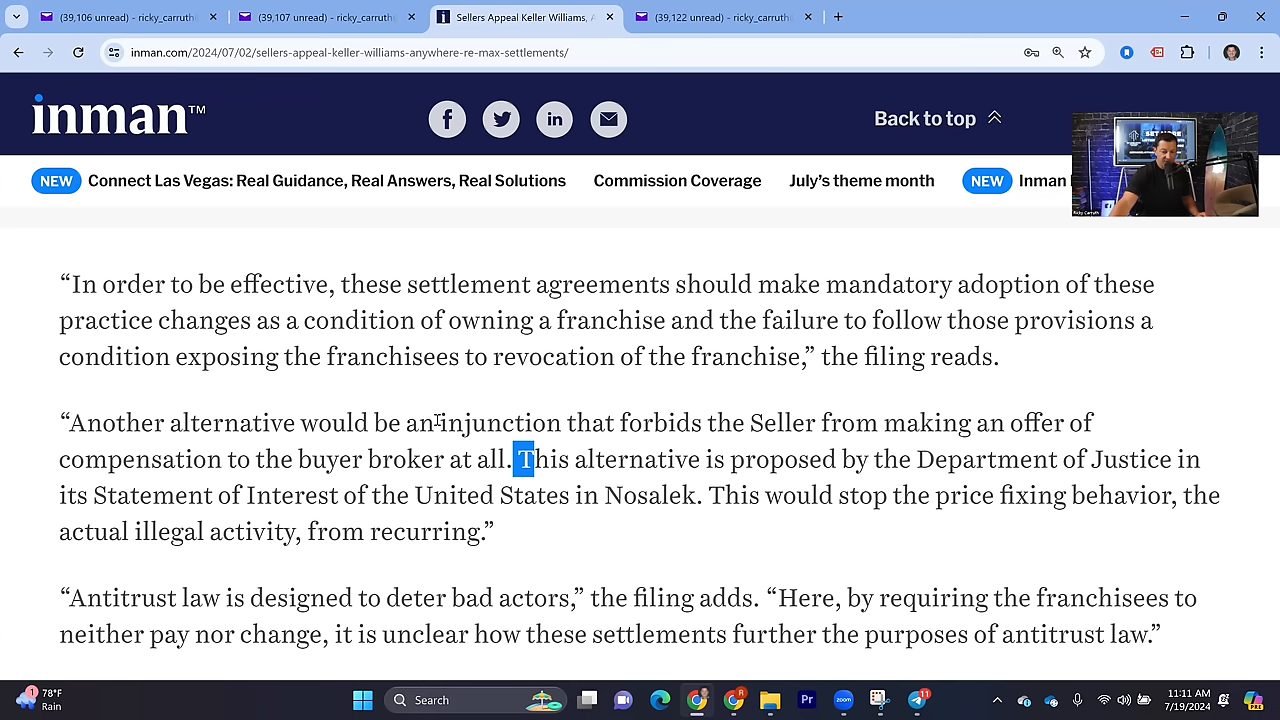 (39,106 unread) - ricky_carruth
(39,107 unread) - ricky_carruth
Sellers Appeal Keller Williams, A
(39,122 unread) - ricky_carruth
inman.com/2024/07/02/sellers-appeal-keller-williams-anywhere-re-max-settlements/
inman™
Back to top
NEW Connect Las Vegas: Real Guidance, Real Answers, Real Solutions
Commission Coverage
July's theme month
NEW Inman
Ricky Carruth
“In order to be effective, these settlement agreements should make mandatory adoption of these
practice changes as a condition of owning a franchise and the failure to follow those provisions a
condition exposing the franchisees to revocation of the franchise,” the filing reads.
“Another alternative would be an injunction that forbids the Seller from making an offer of
compensation to the buyer broker at all. This alternative is proposed by the Department of Justice in
its Statement of Interest of the United States in Nosalek. This would stop the price fixing behavior, the
actual illegal activity, from recurring.”
“Antitrust law is designed to deter bad actors,” the filing adds. “Here, by requiring the franchisees to
neither pay nor change, it is unclear how these settlements further the purposes of antitrust law.”
1
78°F
Rain
Search
Pr
zoom
11
11:11 AM
7/19/2024